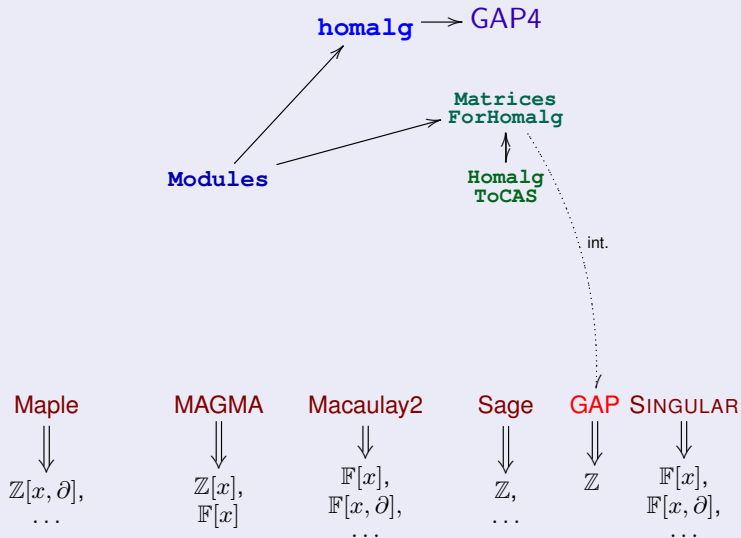 homalg GAP4
Matrices
ForHomalg
Modules Homalg
ToCAS
int.
Maple MAGMA Macaulay2 Sage GAP SINGULAR
ℤ[x, ∂],
...
ℤ[x],
𝔽[x]
𝔽[x],
𝔽[x, ∂],
...
ℤ,
...
ℤ
𝔽[x],
𝔽[x, ∂],
...